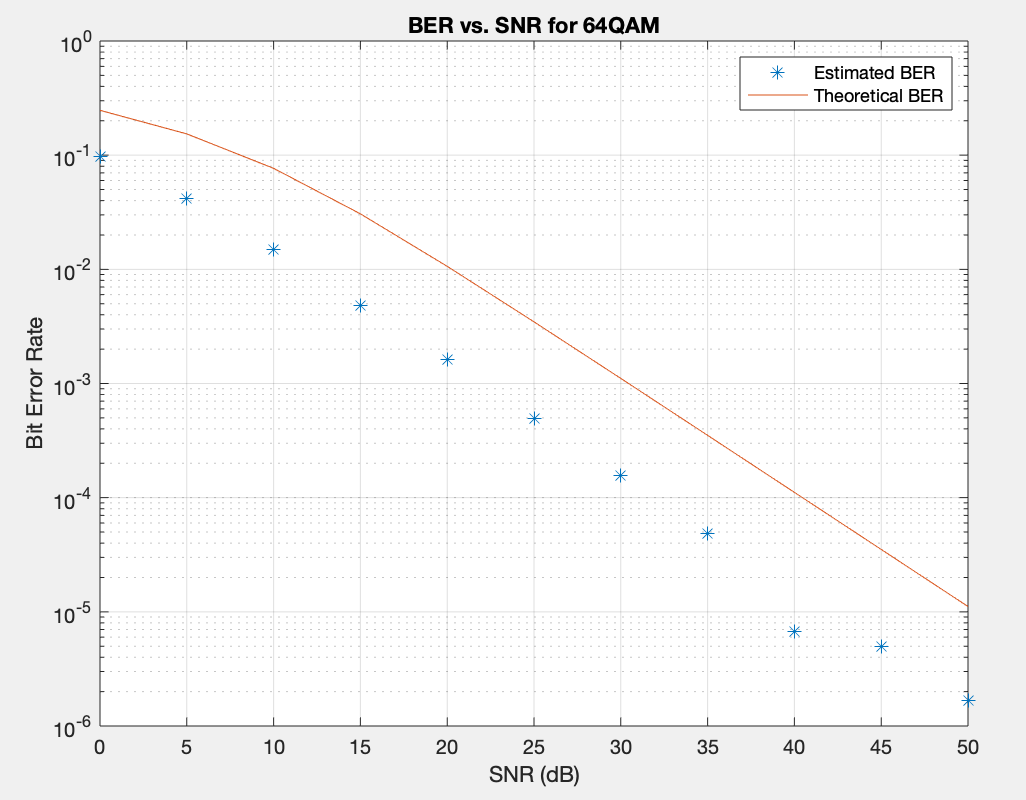 BER vs. SNR for 64QAM
Estimated BER
Theoretical BER
10^0
10^-1
10^-2
10^-3
10^-4
10^-5
10^-6
Bit Error Rate
0 5 10 15 20 25 30 35 40 45 50
SNR (dB)